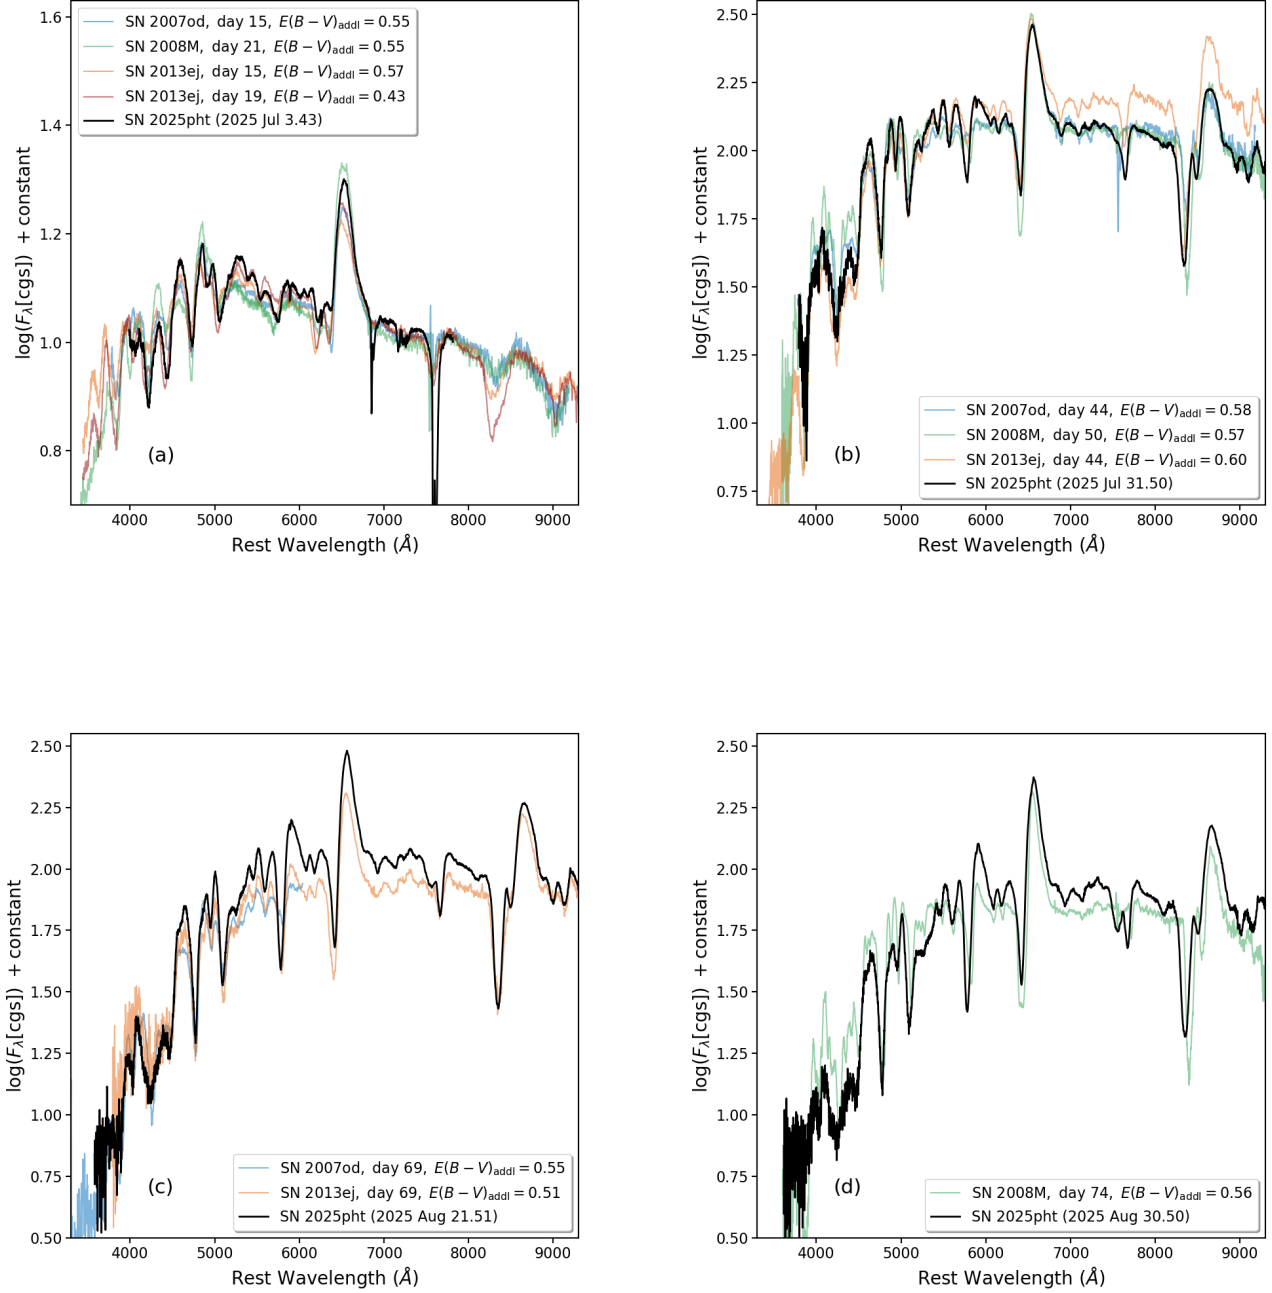 SN 2007od, day 15, E(B − V)addl = 0.55
SN 2008M, day 21, E(B − V)addl = 0.55
SN 2013ej, day 15, E(B − V)addl = 0.57
SN 2013ej, day 19, E(B − V)addl = 0.43
SN 2025pht (2025 Jul 3.43)
1.6
1.4
1.2
1.0
0.8
log(Fλ[cgs]) + constant
(a)
4000 5000 6000 7000 8000 9000
Rest Wavelength (Å)
2.50
2.25
2.00
1.75
1.50
1.25
1.00
0.75
log(Fλ[cgs]) + constant
(b)
SN 2007od, day 44, E(B − V)addl = 0.58
SN 2008M, day 50, E(B − V)addl = 0.57
SN 2013ej, day 44, E(B − V)addl = 0.60
SN 2025pht (2025 Jul 31.50)
4000 5000 6000 7000 8000 9000
Rest Wavelength (Å)
2.50
2.25
2.00
1.75
1.50
1.25
1.00
0.75
0.50
log(Fλ[cgs]) + constant
(c)
SN 2007od, day 69, E(B − V)addl = 0.55
SN 2013ej, day 69, E(B − V)addl = 0.51
SN 2025pht (2025 Aug 21.51)
4000 5000 6000 7000 8000 9000
Rest Wavelength (Å)
2.50
2.25
2.00
1.75
1.50
1.25
1.00
0.75
0.50
log(Fλ[cgs]) + constant
(d)
SN 2008M, day 74, E(B − V)addl = 0.56
SN 2025pht (2025 Aug 30.50)
4000 5000 6000 7000 8000 9000
Rest Wavelength (Å)